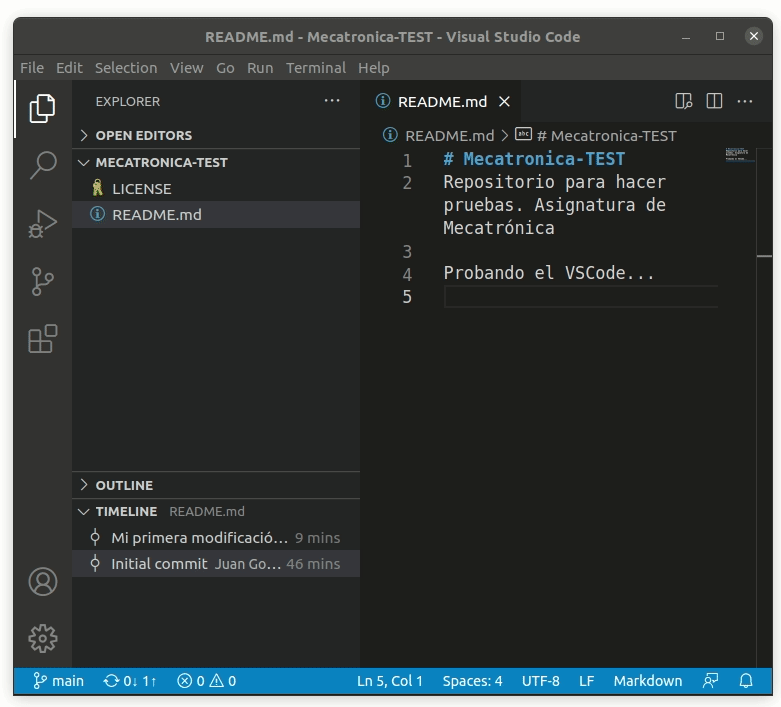 README.md - Mecatronica-TEST - Visual Studio Code
File Edit Selection View Go Run Terminal Help
EXPLORER
OPEN EDITORS
MECATRONICA-TEST
LICENSE
README.md
OUTLINE
TIMELINE README.md
Mi primera modificació... 9 mins
Initial commit Juan Go... 46 mins
README.md
README.md > # Mecatronica-TEST
1 # Mecatronica-TEST
2 Repositorio para hacer
pruebas. Asignatura de
Mecatrónica
3
4 Probando el VSCode...
5
main 0↓ 1↑ 0 0 Ln 5, Col 1 Spaces: 4 UTF-8 LF Markdown